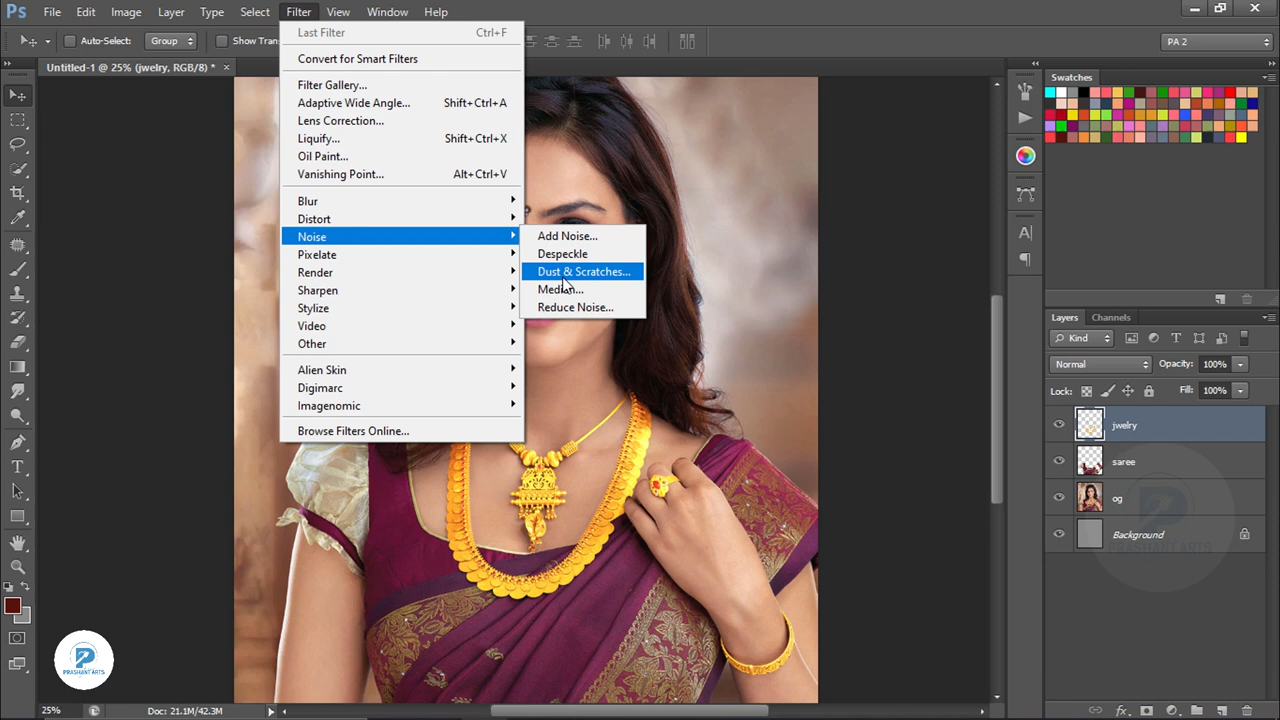 Ps File Edit Image Layer Type Select Filter View Window Help
Auto-Select: Group Show Tran PA 2
Untitled-1 @ 25% (jwelry, RGB/8) * ×
Last Filter Ctrl+F
Convert for Smart Filters
Filter Gallery...
Adaptive Wide Angle... Shift+Ctrl+A
Lens Correction...
Liquify... Shift+Ctrl+X
Oil Paint...
Vanishing Point... Alt+Ctrl+V
Blur
Distort
Noise
Pixelate
Render
Sharpen
Stylize
Video
Other
Alien Skin
Digimarc
Imagenomic
Browse Filters Online...
Add Noise...
Despeckle
Dust & Scratches...
Median...
Reduce Noise...
Swatches
Layers Channels
Kind
Normal Opacity: 100%
Lock: Fill: 100%
jwelry
saree
og
Background
PRASHANT ARTS
PRASHANT ARTS
25% Doc: 21.1M/42.3M